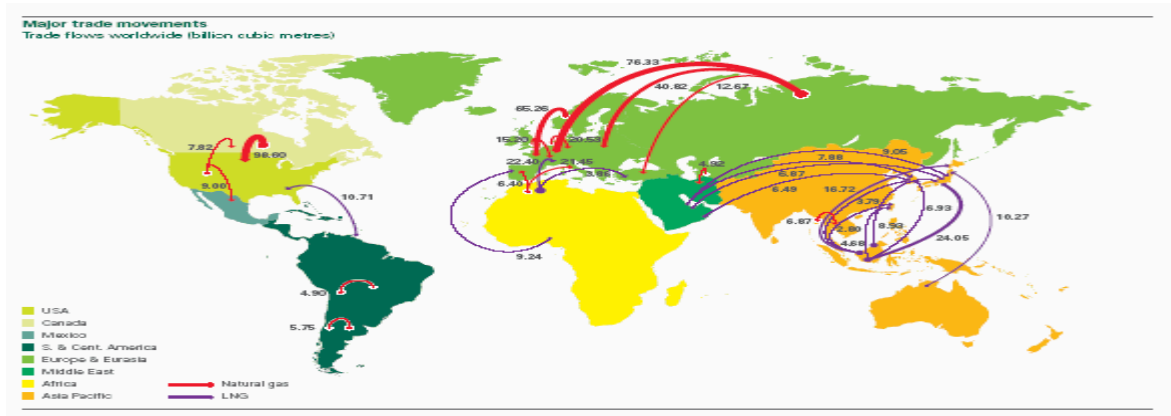 Major trade movements
Trade flows worldwide (billion cubic metres)
76.33
40.82
12.67
65.26
15.20
20.53
7.82
98.60
22.40
21.45
4.92
7.88
9.05
3.86
6.87
9.00
6.40
6.49
16.72
10.71
3.79
6.93
10.27
6.87
2.80
8.93
4.68
24.05
9.24
4.90
5.75
USA
Canada
Mexico
S. & Cent. America
Europe & Eurasia
Middle East
Africa
Natural gas
Asia Pacific
LNG